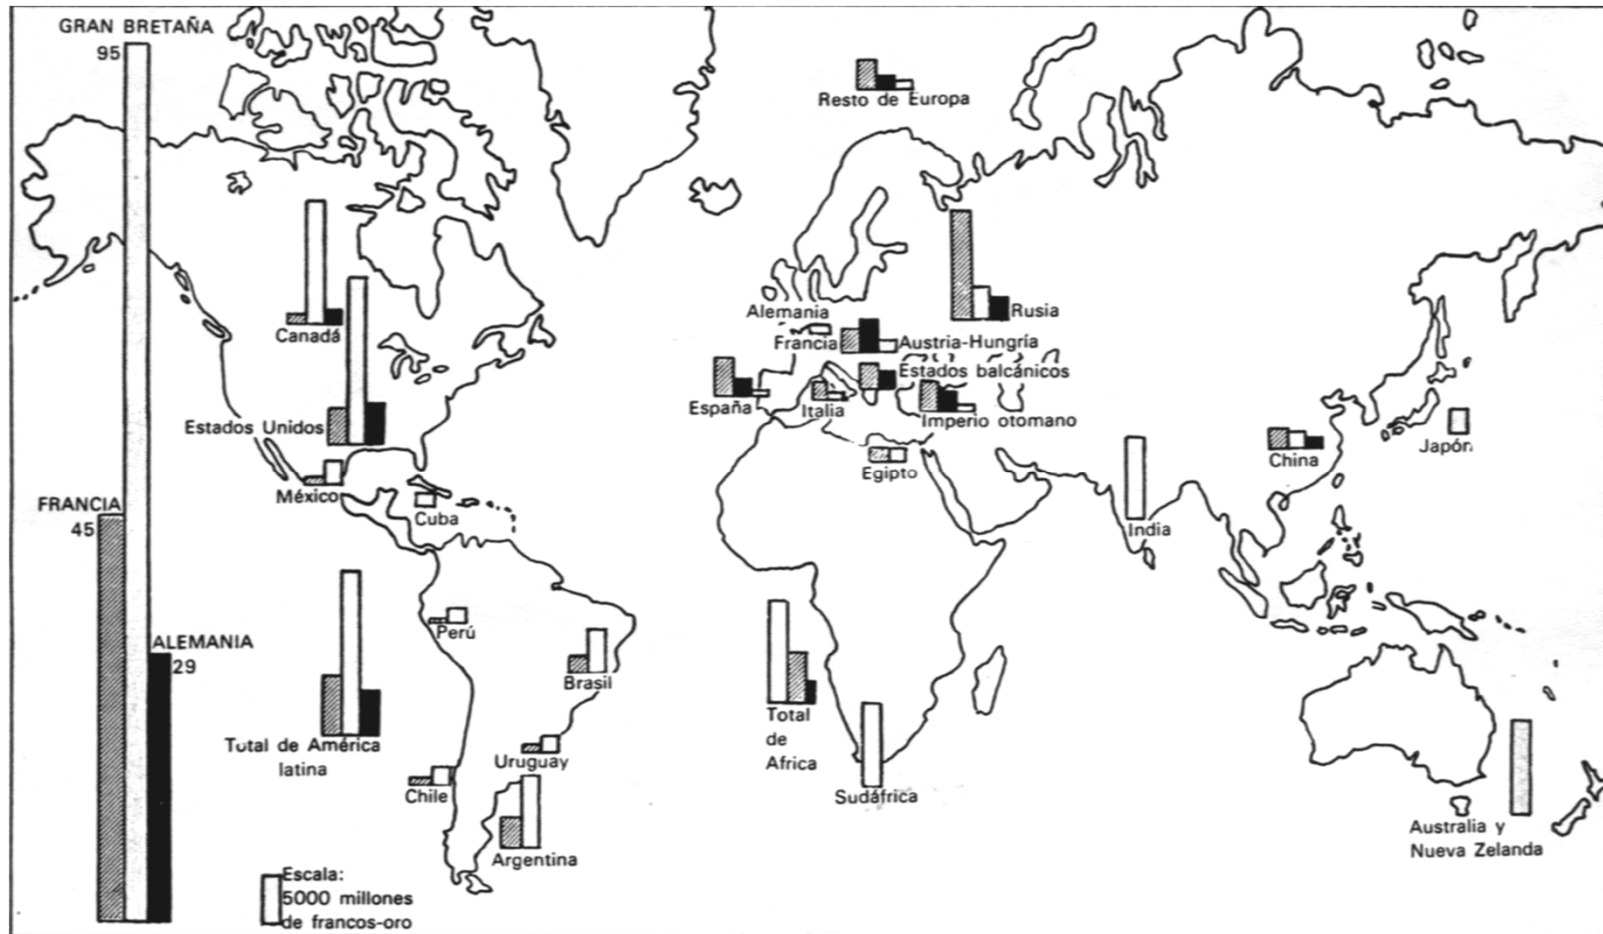 GRAN BRETAÑA
95
Resto de Europa
Canadá
Rusia
Alemania
Francia
Austria-Hungría
Estados balcánicos
España
Italia
Imperio otomano
Estados Unidos
Egipto
China
Japón
México
Cuba
FRANCIA
45
India
Perú
ALEMANIA
29
Brasil
Total
de
Africa
Total de América
latina
Uruguay
Chile
Sudáfrica
Argentina
Australia y
Nueva Zelanda
Escala:
5000 millones
de francos-oro